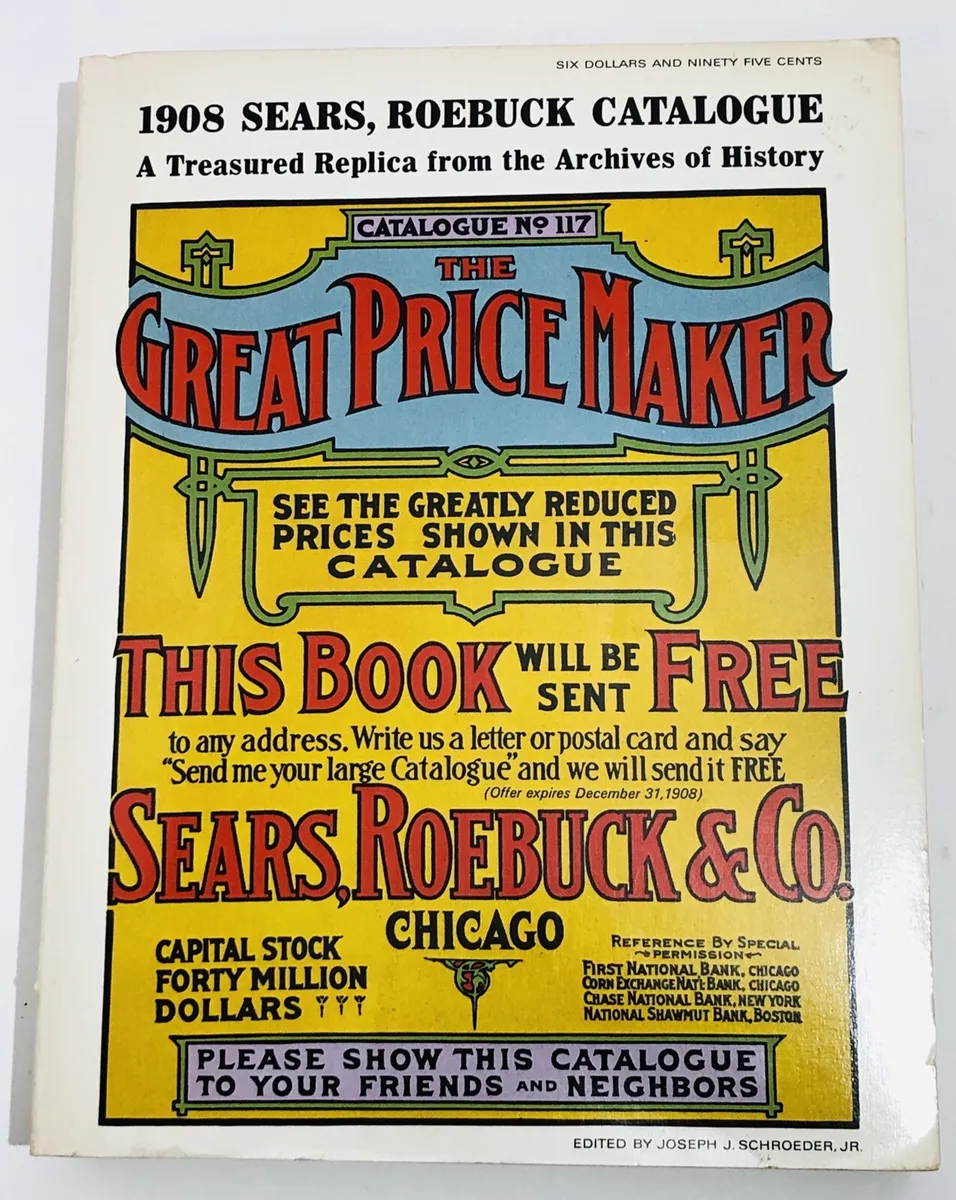 SIX DOLLARS AND NINETY FIVE CENTS
1908 SEARS, ROEBUCK CATALOGUE
A Treasured Replica from the Archives of History
CATALOGUE Nº 117
THE
GREAT PRICE MAKER
SEE THE GREATLY REDUCED
PRICES SHOWN IN THIS
CATALOGUE
THIS BOOK WILL BE SENT FREE
to any address. Write us a letter or postal card and say
"Send me your large Catalogue" and we will send it FREE
(Offer expires December 31, 1908)
SEARS, ROEBUCK & CO.
CHICAGO
CAPITAL STOCK
FORTY MILLION
DOLLARS
REFERENCE BY SPECIAL
PERMISSION
FIRST NATIONAL BANK, CHICAGO
CORN EXCHANGE NAT'L BANK, CHICAGO
CHASE NATIONAL BANK, NEW YORK
NATIONAL SHAWMUT BANK, BOSTON
PLEASE SHOW THIS CATALOGUE
TO YOUR FRIENDS AND NEIGHBORS
EDITED BY JOSEPH J. SCHROEDER, JR.